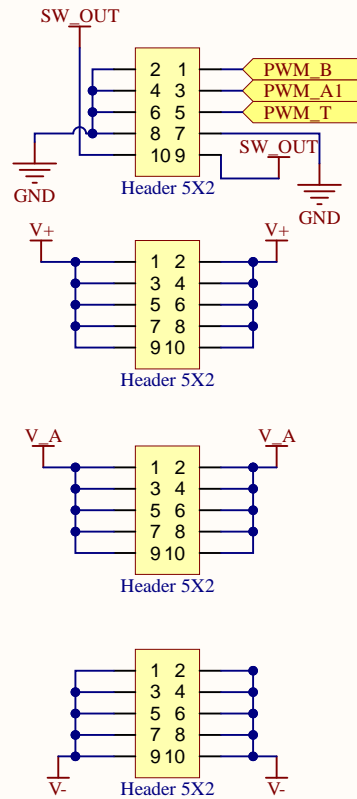 SW_OUT
2 1 PWM_B
4 3 PWM_A1
6 5 PWM_T
8 7
10 9 SW_OUT
GND
Header 5X2
GND
V+ V+
1 2
3 4
5 6
7 8
9 10
Header 5X2
V_A V_A
1 2
3 4
5 6
7 8
9 10
Header 5X2
1 2
3 4
5 6
7 8
9 10
V- Header 5X2 V-